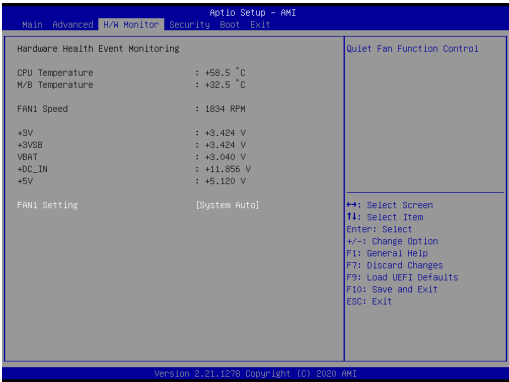 Aptio Setup - AMI
Main Advanced H/W Monitor Security Boot Exit
Hardware Health Event Monitoring
CPU Temperature : +58.5 °C
M/B Temperature : +32.5 °C
FAN1 Speed : 1834 RPM
+3V : +3.424 V
+3VSB : +3.424 V
VBAT : +3.040 V
+DC_IN : +11.856 V
+5V : +5.120 V
FAN1 Setting [System Auto]
Quiet Fan Function Control
↔: Select Screen
↑↓: Select Item
Enter: Select
+/-: Change Option
F1: General Help
F7: Discard Changes
F9: Load UEFI Defaults
F10: Save and Exit
ESC: Exit
Version 2.21.1278 Copyright (C) 2020 AMI